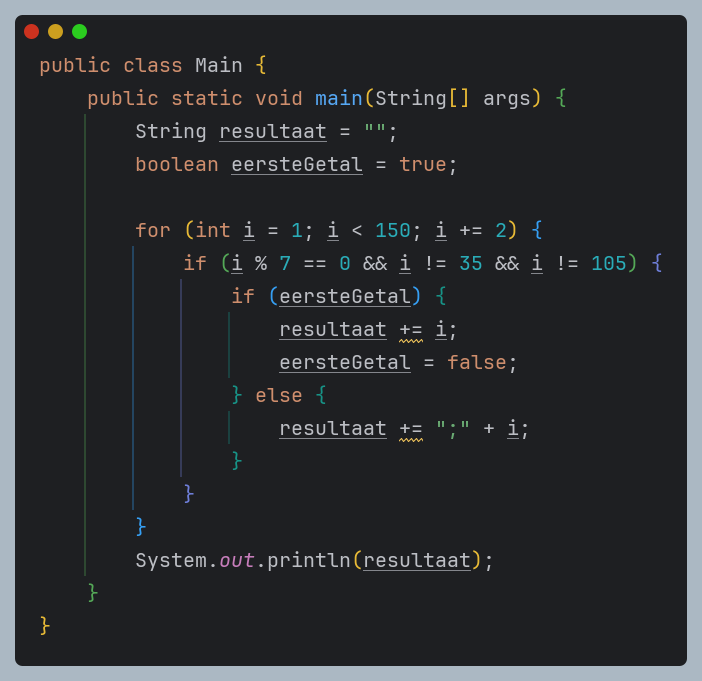 public class Main {
    public static void main(String[] args) {
        String resultaat = "";
        boolean eersteGetal = true;

        for (int i = 1; i < 150; i += 2) {
            if (i % 7 == 0 && i != 35 && i != 105) {
                if (eersteGetal) {
                    resultaat += i;
                    eersteGetal = false;
                } else {
                    resultaat += ";" + i;
                }
            }
        }
        System.out.println(resultaat);
    }
}